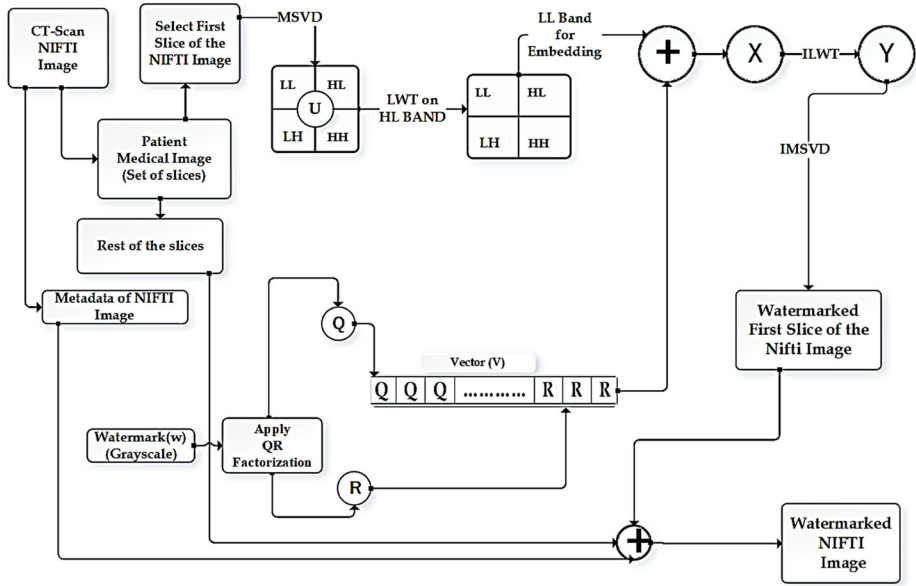 CT-Scan
NIFTI
Image
Select First
Slice of the
NIFTI Image
MSVD
LL
HL
U
LH
HH
LWT on
HL BAND
LL
HL
LH
HH
LL Band
for
Embedding
+
X
ILWT
Y
Patient
Medical Image
(Set of slices)
IMSVD
Rest of the slices
Metadata of NIFTI
Image
Q
Watermarked
First Slice of the
Nifti Image
Vector (V)
Q Q Q ............ R R R
Watermark(w)
(Grayscale)
Apply
QR
Factorization
R
+
Watermarked
NIFTI
Image